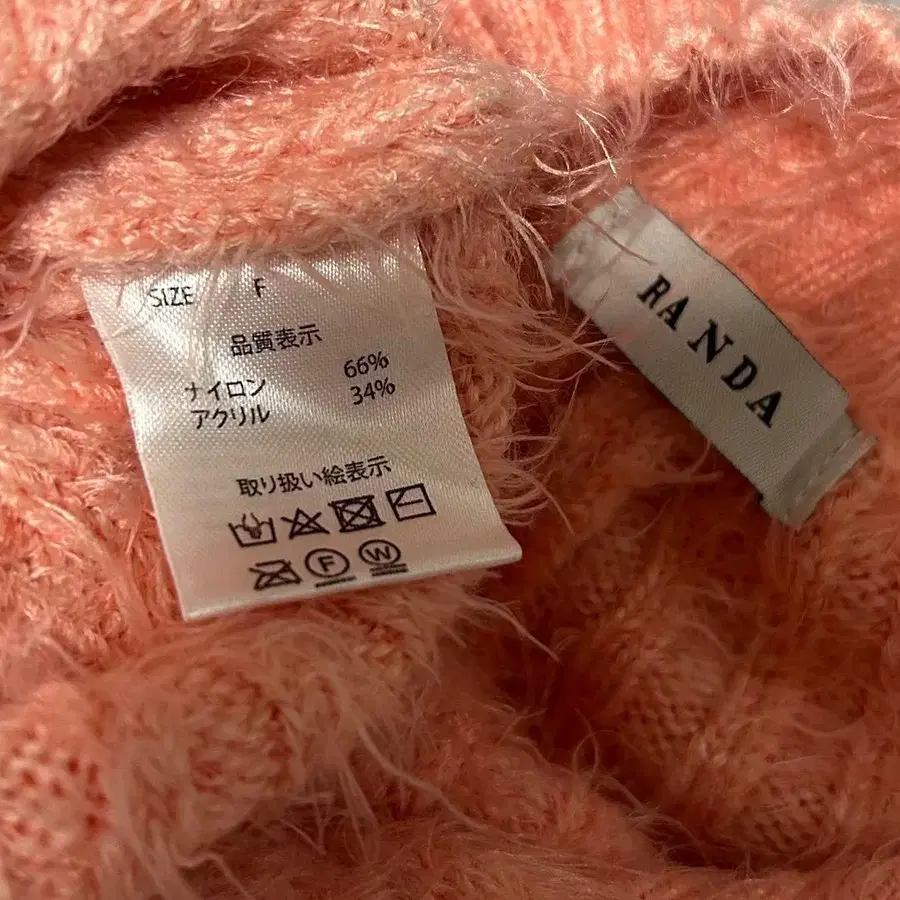 SIZE F
品質表示
ナイロン 66%
アクリル 34%
取り扱い絵表示
F W
RANDA